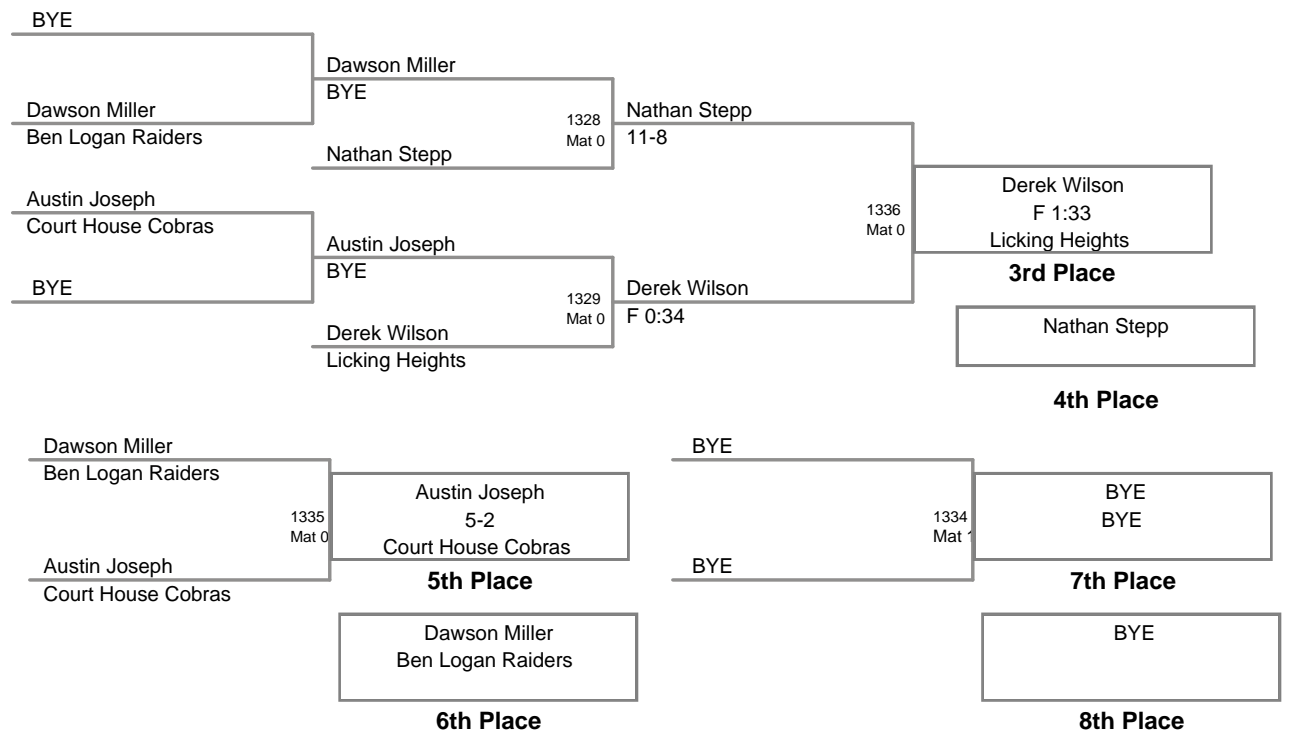 BYE
Dawson Miller
Ben Logan Raiders
Austin Joseph
Court House Cobras
BYE
Dawson Miller
BYE
Nathan Stepp
1328
Mat 0
Austin Joseph
BYE
Derek Wilson
Licking Heights
1329
Mat 0
Nathan Stepp
11-8
Derek Wilson
F 0:34
1336
Mat 0
Derek Wilson
F 1:33
Licking Heights
3rd Place
Nathan Stepp
4th Place
Dawson Miller
Ben Logan Raiders
1335
Mat 0
Austin Joseph
Court House Cobras
Austin Joseph
5-2
Court House Cobras
5th Place
Dawson Miller
Ben Logan Raiders
6th Place
BYE
1334
Mat 1
BYE
BYE
BYE
7th Place
BYE
8th Place